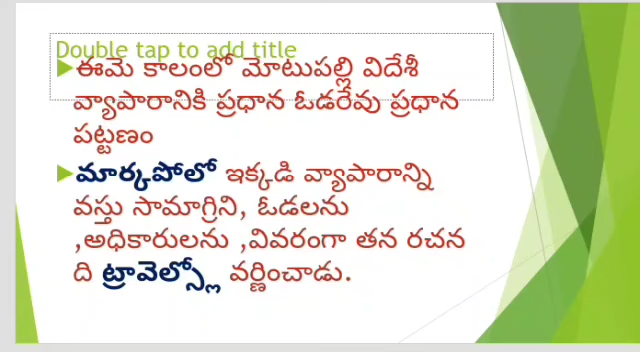 Double tap to add title
ఈమె కాలంలో మోటుపల్లి విదేశీ
వ్యాపారానికి ప్రధాన ఓడరేవు ప్రధాన
పట్టణం
మార్కపోలో ఇక్కడి వ్యాపారాన్ని
వస్తు సామాగ్రిని, ఓడలను
,అధికారులను ,వివరంగా తన రచన
ది ట్రావెల్స్లో వర్ణించాడు.